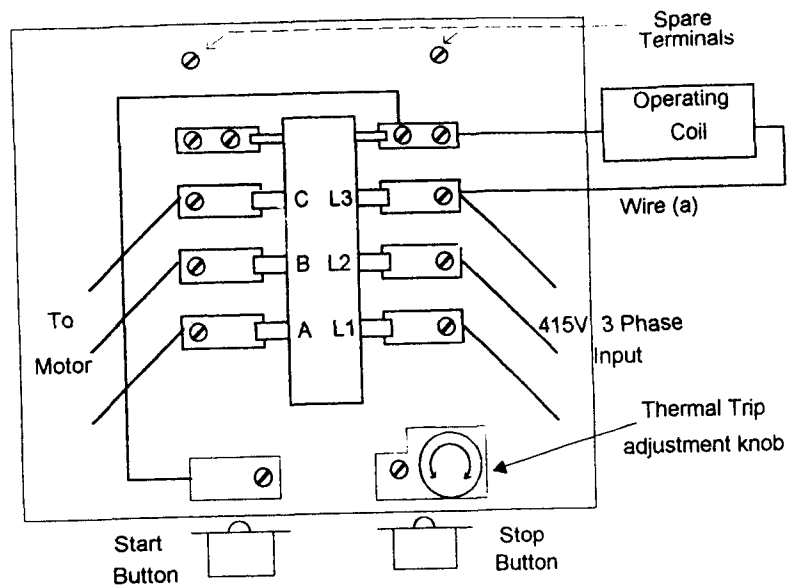 Spare
Terminals
Operating
Coil
C L3
Wire (a)
B L2
To
Motor
415V 3 Phase
Input
A L1
Thermal Trip
adjustment knob
Start
Button
Stop
Button